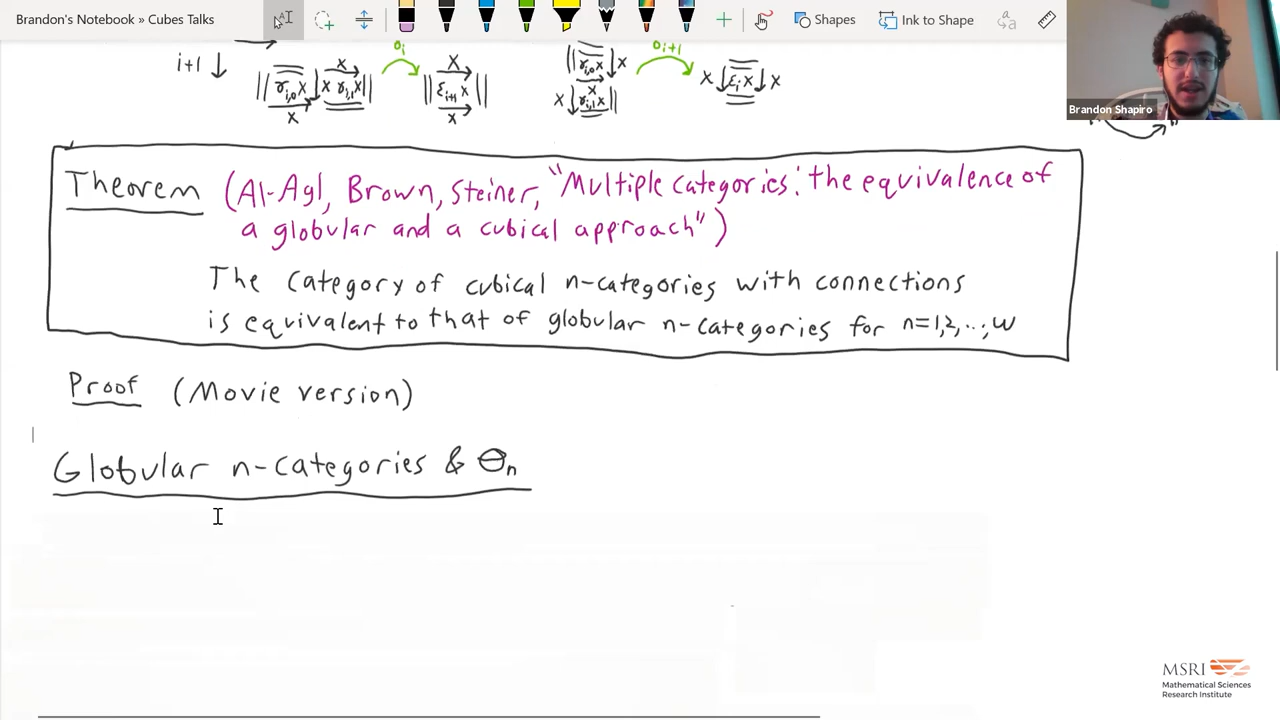 Brandon's Notebook » Cubes Talks
Shapes
Ink to Shape
Brandon Shapiro
i+1
x x
x
x
x
Theorem (Al-Agl, Brown, Steiner, "Multiple Categories: the equivalence of
a globular and a cubical approach")
The category of cubical n-categories with connections
is equivalent to that of globular n-categories for n=1,2,...,ω
Proof (Movie version)
Globular n-categories & Θn
MSRI
Mathematical Sciences
Research Institute